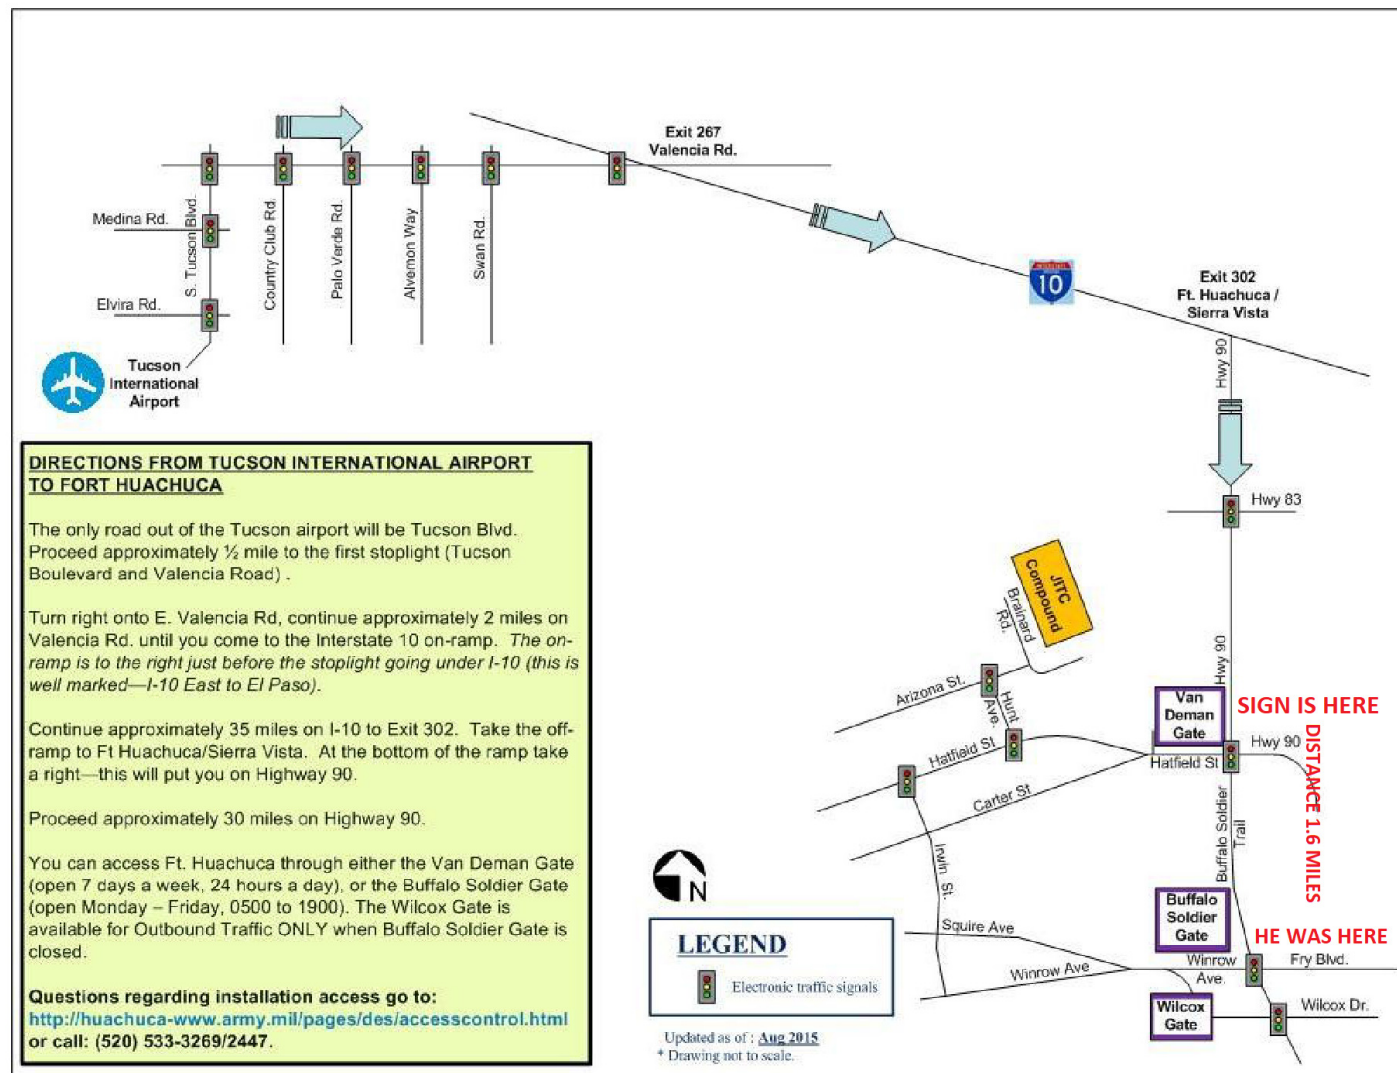 Exit 267
Valencia Rd.
Medina Rd.
S. Tucson Blvd.
Country Club Rd.
Palo Verde Rd.
Alvernon Way
Swan Rd.
Elvira Rd.
Tucson
International
Airport
10
Exit 302
Ft. Huachuca /
Sierra Vista
Hwy 90
Hwy 83
DIRECTIONS FROM TUCSON INTERNATIONAL AIRPORT
TO FORT HUACHUCA
The only road out of the Tucson airport will be Tucson Blvd.
Proceed approximately ½ mile to the first stoplight (Tucson
Boulevard and Valencia Road) .
Turn right onto E. Valencia Rd, continue approximately 2 miles on
Valencia Rd. until you come to the Interstate 10 on-ramp. The on-
ramp is to the right just before the stoplight going under I-10 (this is
well marked—I-10 East to El Paso).
Continue approximately 35 miles on I-10 to Exit 302. Take the off-
ramp to Ft Huachuca/Sierra Vista. At the bottom of the ramp take
a right—this will put you on Highway 90.
Proceed approximately 30 miles on Highway 90.
You can access Ft. Huachuca through either the Van Deman Gate
(open 7 days a week, 24 hours a day), or the Buffalo Soldier Gate
(open Monday – Friday, 0500 to 1900). The Wilcox Gate is
available for Outbound Traffic ONLY when Buffalo Soldier Gate is
closed.
Questions regarding installation access go to:
http://huachuca-www.army.mil/pages/des/accesscontrol.html
or call: (520) 533-3269/2447.
JITC
Compound
Brainard
Rd.
Arizona St.
Hunt
Ave.
Hatfield St
Carter St
Irwin St.
Hwy 90
Van
Deman
Gate
SIGN IS HERE
Hatfield St
Hwy 90
DISTANCE 1.6 MILES
Buffalo Soldier
Trail
Buffalo
Soldier
Gate
HE WAS HERE
Squire Ave
Winrow Ave
Winrow
Ave.
Fry Blvd.
Wilcox
Gate
Wilcox Dr.
N
LEGEND
Electronic traffic signals
Updated as of : Aug 2015
* Drawing not to scale.